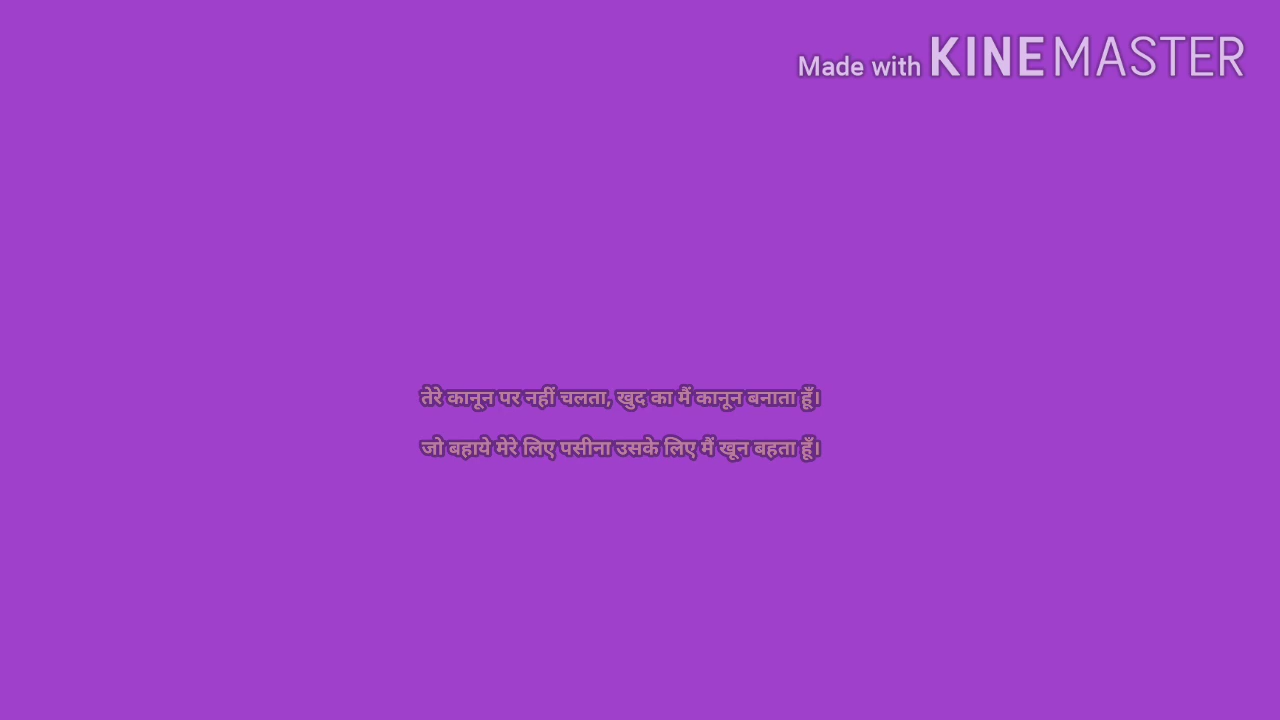 Made with KINEMASTER
तेरे कानून पर नहीं चलता, खुद का मैं कानून बनाता हूँ।
जो बहाये मेरे लिए पसीना उसके लिए मैं खून बहता हूँ।